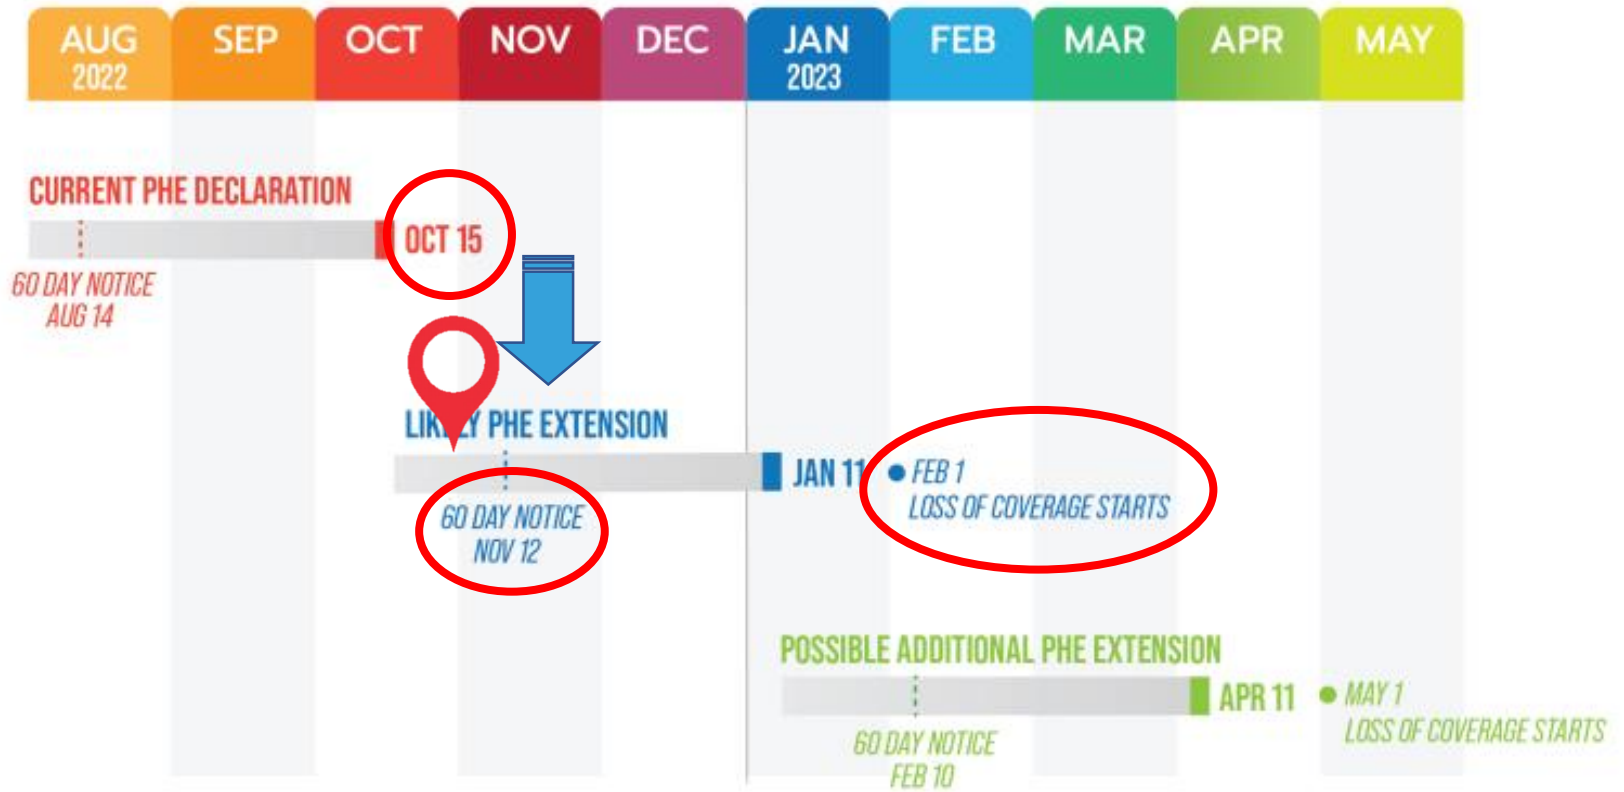 AUG SEP OCT NOV DEC JAN FEB MAR APR MAY
2022 2023
CURRENT PHE DECLARATION
OCT 15
60 DAY NOTICE
AUG 14
LIKELY PHE EXTENSION
JAN 11
FEB 1
LOSS OF COVERAGE STARTS
60 DAY NOTICE
NOV 12
POSSIBLE ADDITIONAL PHE EXTENSION
APR 11
MAY 1
LOSS OF COVERAGE STARTS
60 DAY NOTICE
FEB 10